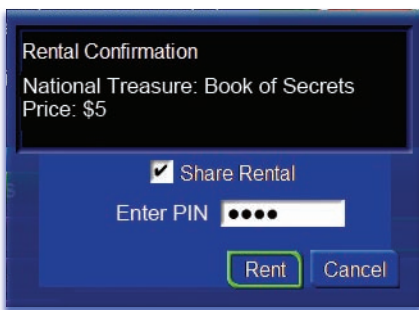 Rental Confirmation
National Treasure: Book of Secrets
Price: $5
Share Rental
Enter PIN ●●●●
Rent Cancel